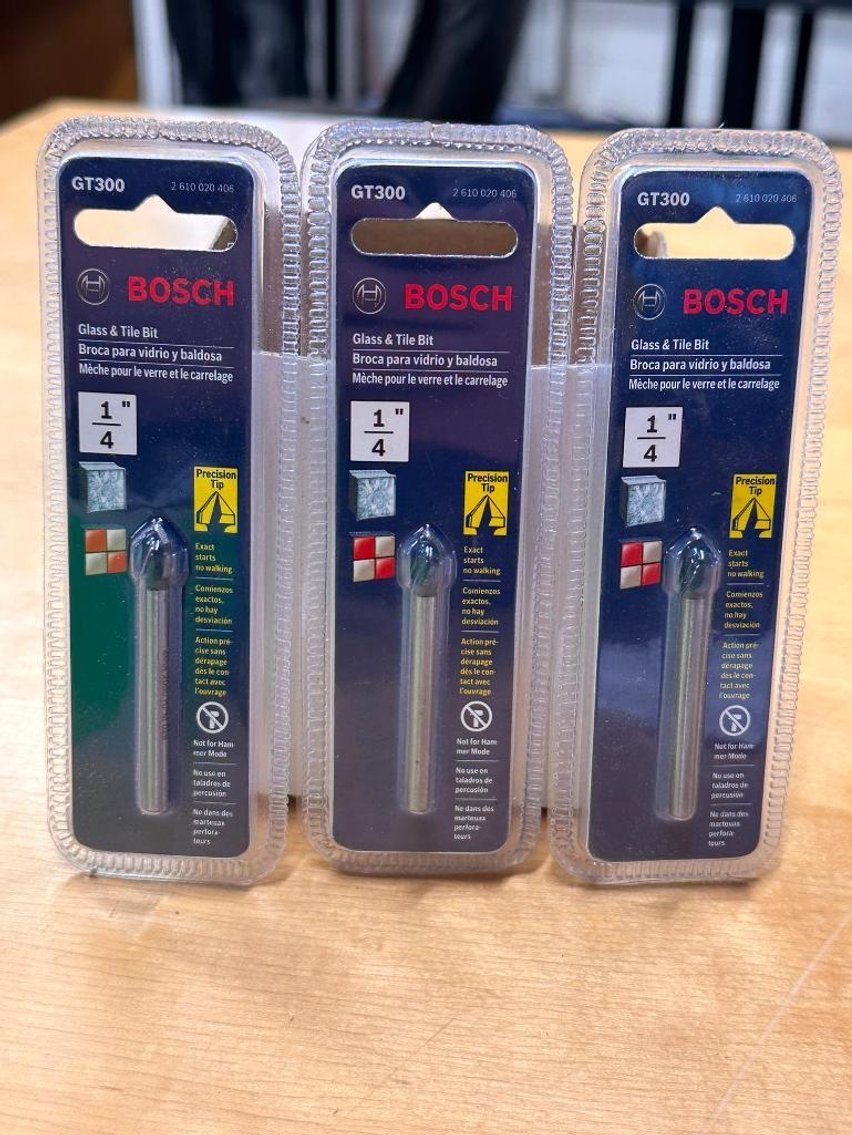 GT300 2 610 020 406
BOSCH
Glass & Tile Bit
Broca para vidrio y baldosa
Mèche pour le verre et le carrelage
1"
4
Precision
Tip
Exact
starts
no walking
Comienzos
exactos,
no hay
desviación
Action pré-
cise sans
dérapage
dès le con-
tact avec
l'ouvrage
Not for Ham-
mer Mode
No use en
taladros de
percusión
Ne dans des
marteaux
perfora-
teurs
GT300 2 610 020 406
BOSCH
Glass & Tile Bit
Broca para vidrio y baldosa
Mèche pour le verre et le carrelage
1"
4
Precision
Tip
Exact
starts
no walking
Comienzos
exactos,
no hay
desviación
Action pré-
cise sans
dérapage
dès le con-
tact avec
l'ouvrage
Not for Ham-
mer Mode
No use en
taladros de
percusión
Ne dans des
marteaux
perfora-
teurs
GT300 2 610 020 406
BOSCH
Glass & Tile Bit
Broca para vidrio y baldosa
Mèche pour le verre et le carrelage
1"
4
Precision
Tip
Exact
starts
no walking
Comienzos
exactos,
no hay
desviación
Action pré-
cise sans
dérapage
dès le con-
tact avec
l'ouvrage
Not for Ham-
mer Mode
No use en
taladros de
percusión
Ne dans des
marteaux
perfora-
teurs